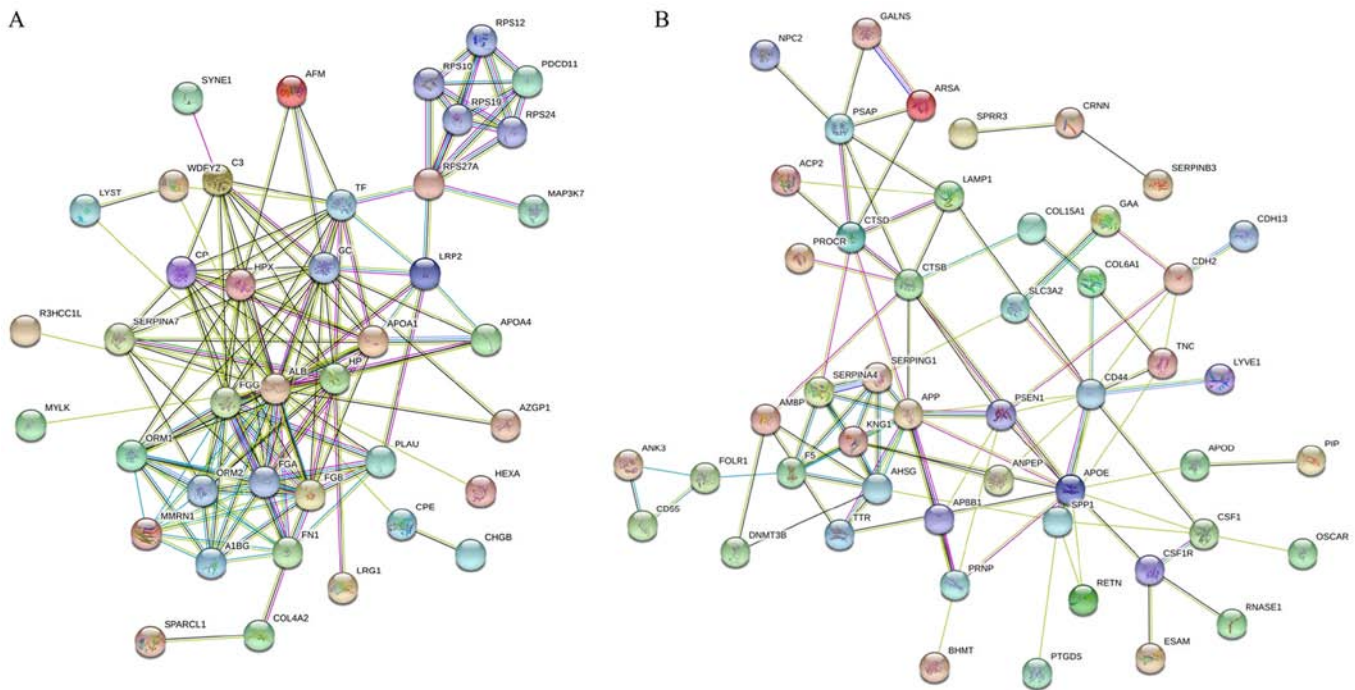 A
RPS12
RPS10
PDCD11
AFM
SYNE1
RPS19
RPS24
RPS27A
WDFY2
C3
TF
LYST
MAP3K7
GC
CP
HPX
LRP2
SERPINA7
APOA1
APOA4
R3HCC1L
HP
ALB
FGG
AZGP1
MYLK
ORM1
PLAU
ORM2
FGA
FGB
HEXA
MMRN1
CPE
A1BG
FN1
CHGB
LRG1
SPARCL1
COL4A2
B
GALNS
NPC2
ARSA
PSAP
CRNN
SPRR3
ACP2
LAMP1
SERPINB3
COL15A1
GAA
CTSD
CDH13
PROCR
CTSB
COL6A1
CDH2
SLC3A2
SERPING1
TNC
SERPINA4
CD44
LYVE1
AMBP
APP
PSEN1
KNG1
ANK3
FOLR1
F5
AHSG
ANPEP
APOE
APOD
PIP
CD55
APBB1
SPP1
CSF1
DNMT3B
TTR
OSCAR
CSF1R
PRNP
RETN
RNASE1
BHMT
PTGDS
ESAM